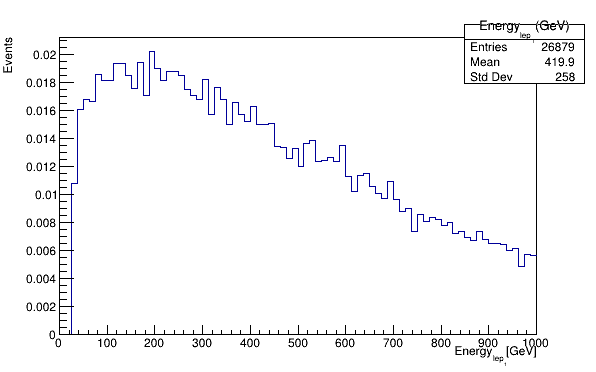 Energy_lep_1 (GeV)
Entries 26879
Mean 419.9
Std Dev 258
Events
0.02
0.018
0.016
0.014
0.012
0.01
0.008
0.006
0.004
0.002
0
0 100 200 300 400 500 600 700 800 900 1000
Energy_lep_1 [GeV]